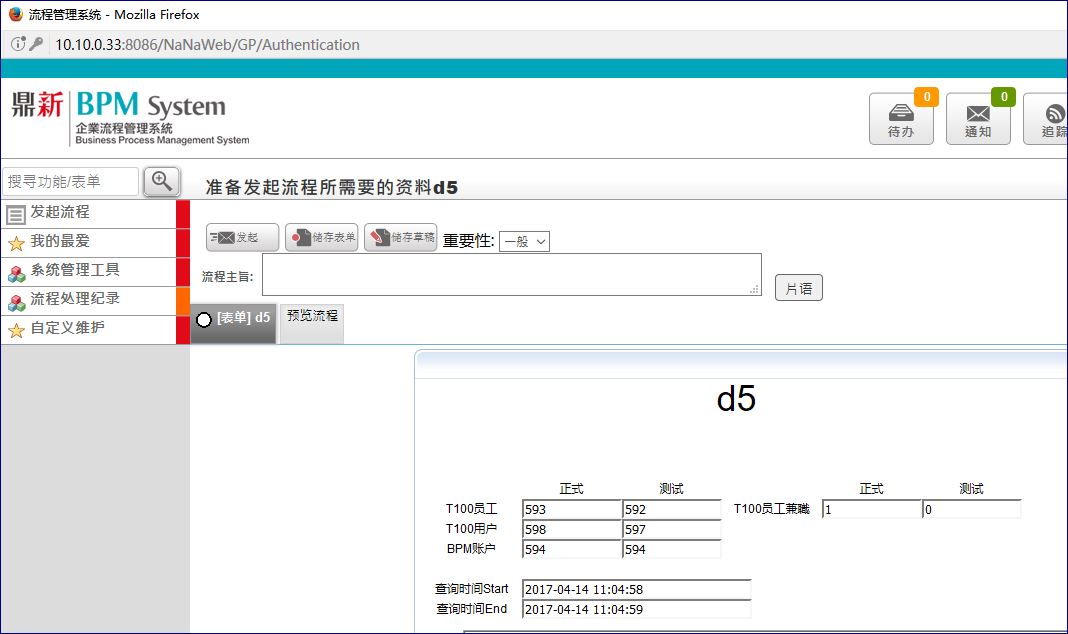 流程管理系统 - Mozilla Firefox
10.10.0.33:8086/NaNaWeb/GP/Authentication
鼎新 BPM System
企業流程管理系統
Business Process Management System
0
0
待办
通知
追踪
搜寻功能/表单
准备发起流程所需要的资料d5
发起流程
我的最爱
系统管理工具
流程处理纪录
自定义维护
发起 储存表单 储存草稿 重要性: 一般
流程主旨:
片语
[表单] d5 预览流程
d5
正式 测试 正式 测试
T100员工 593 592 T100员工兼職 1 0
T100用户 598 597
BPM账户 594 594
查询时间Start 2017-04-14 11:04:58
查询时间End 2017-04-14 11:04:59